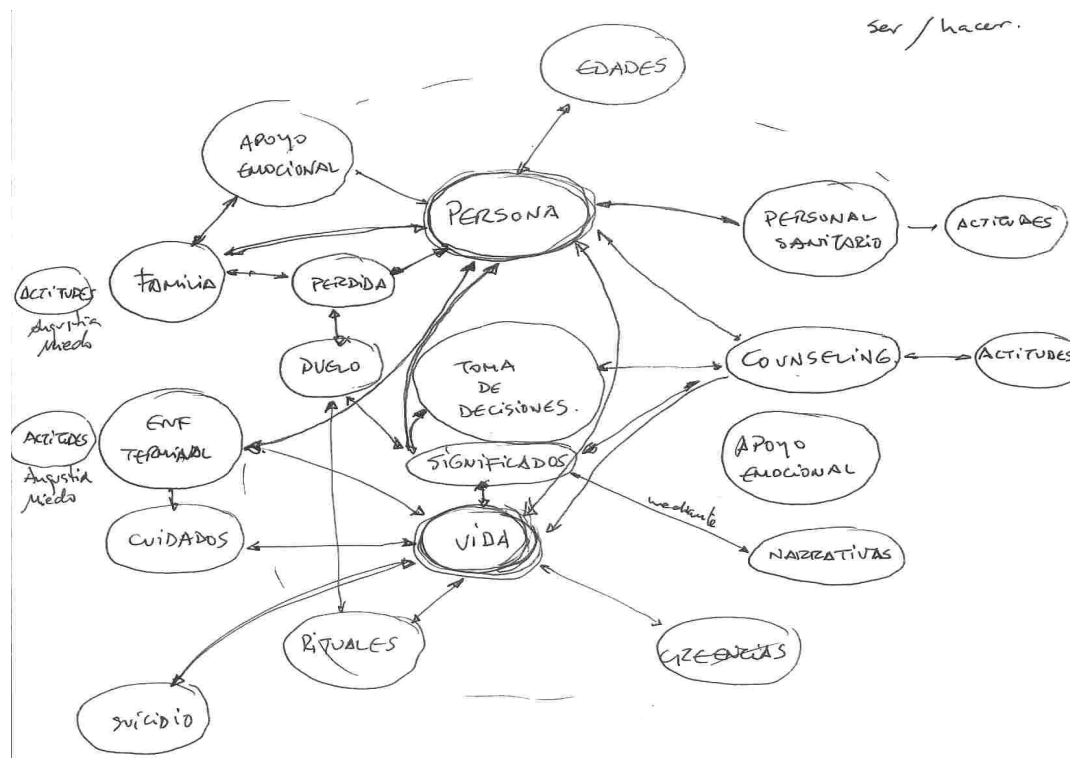 ser / hacer.
EDADES
APOYO
EMOCIONAL
PERSONA
PERSONAL
SANITARIO
ACTITUDES
FAMILIA
PERDIDA
ACTITUDES
Angustia
Miedo
DUELO
TOMA
DE
DECISIONES.
COUNSELING
ACTITUDES
ENF
TERMINAL
ACTITUDES
Angustia
Miedo
SIGNIFICADOS
APOYO
EMOCIONAL
mediante
CUIDADOS
VIDA
NARRATIVAS
RITUALES
CREENCIAS
SUICIDIO